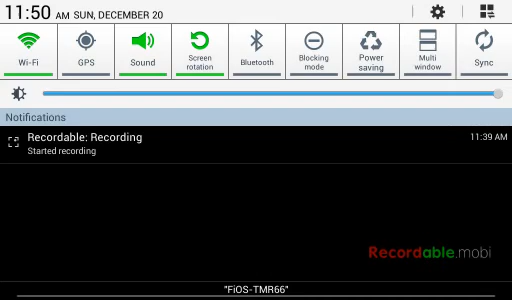 11:50 AM SUN, DECEMBER 20
Wi-Fi
GPS
Sound
Screen
rotation
Bluetooth
Blocking
mode
Power
saving
Multi
window
Sync
Notifications
Recordable: Recording
11:39 AM
Started recording
Recordable.mobi
"FiOS-TMR66"